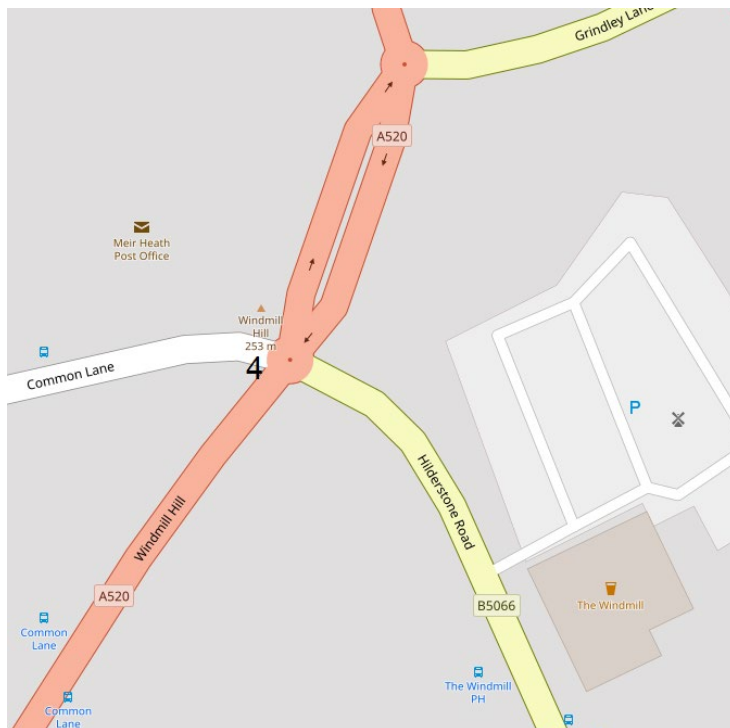 Grindley Lane
A520
Meir Heath
Post Office
Windmill
Hill
253 m
4
Common Lane
P
Hilderstone Road
Windmill Hill
A520
B5066
The Windmill
Common
Lane
The Windmill
PH
Common
Lane